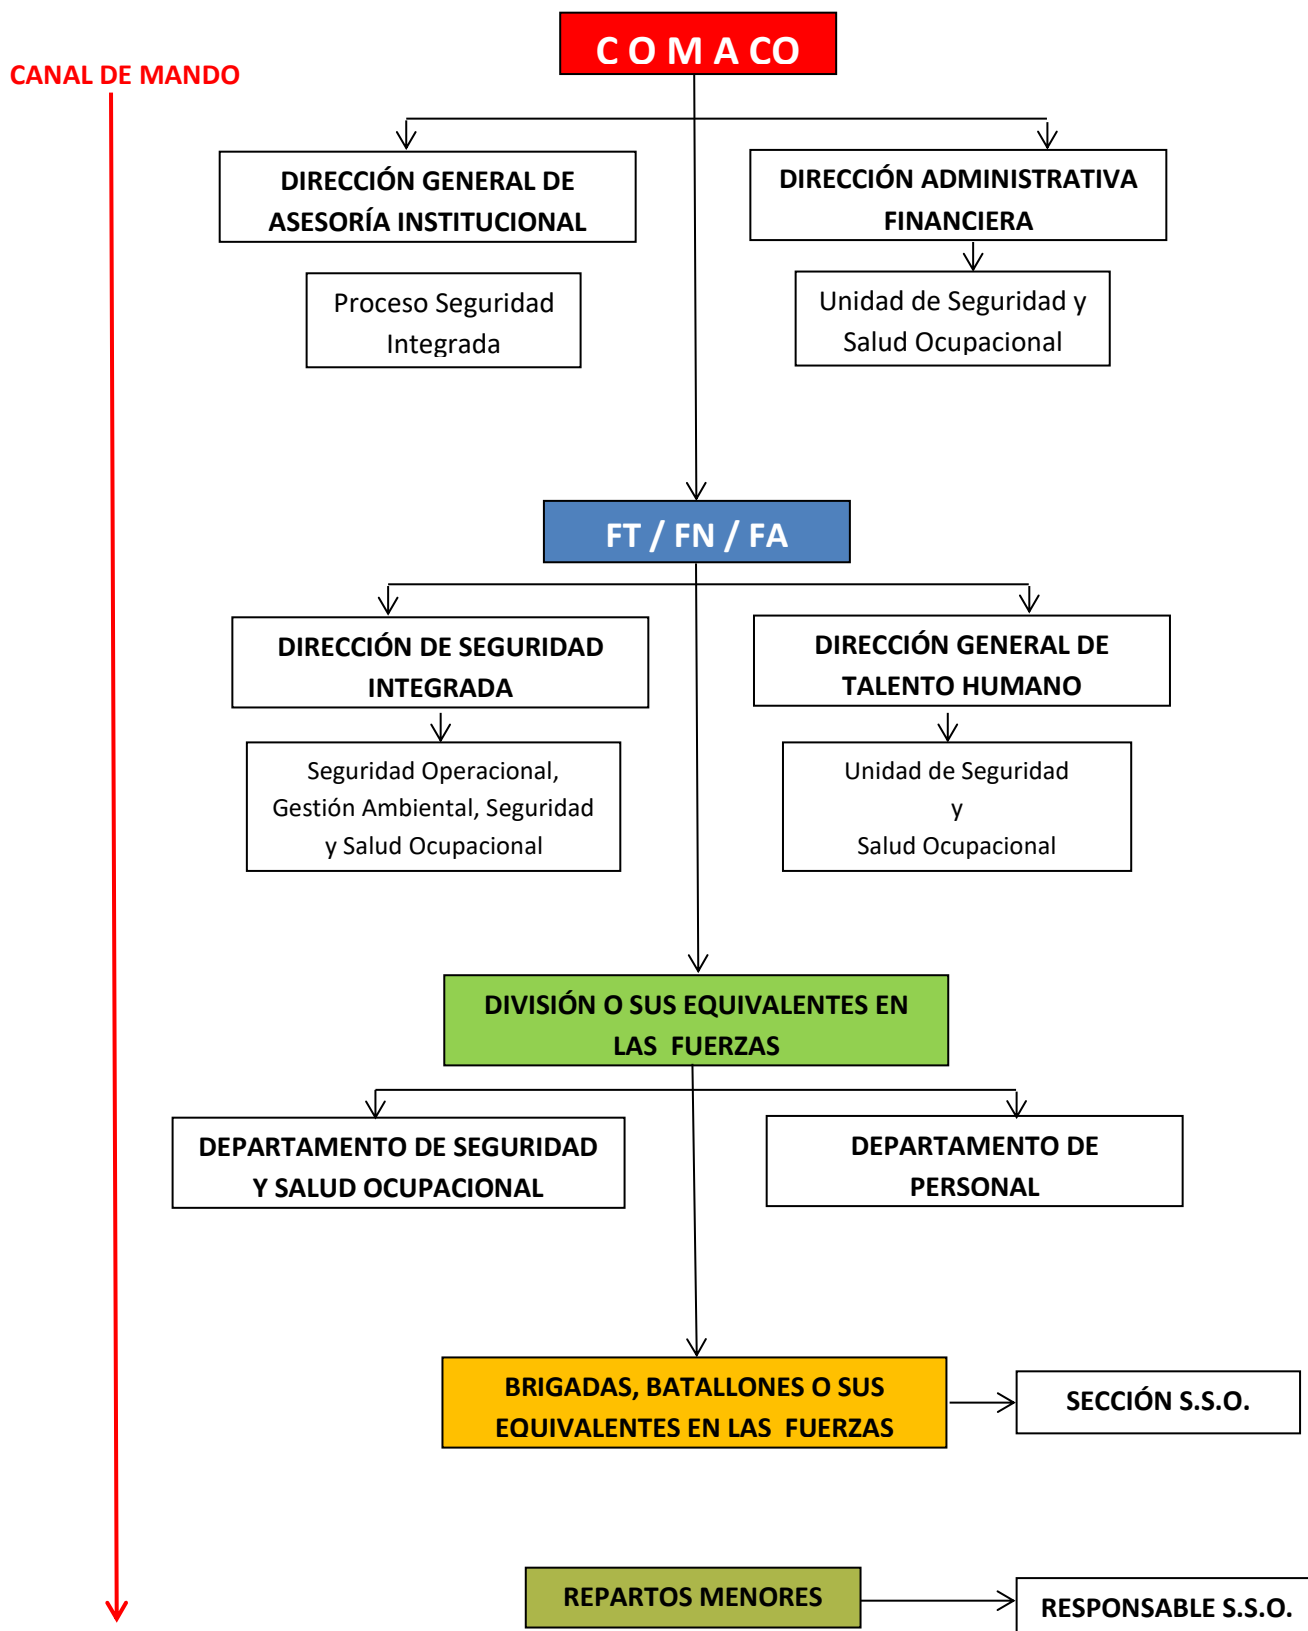 C O M A CO
CANAL DE MANDO
DIRECCIÓN GENERAL DE
ASESORÍA INSTITUCIONAL
DIRECCIÓN ADMINISTRATIVA
FINANCIERA
Proceso Seguridad
Integrada
Unidad de Seguridad y
Salud Ocupacional
FT / FN / FA
DIRECCIÓN DE SEGURIDAD
INTEGRADA
DIRECCIÓN GENERAL DE
TALENTO HUMANO
Seguridad Operacional,
Gestión Ambiental, Seguridad
y Salud Ocupacional
Unidad de Seguridad
y
Salud Ocupacional
DIVISIÓN O SUS EQUIVALENTES EN
LAS FUERZAS
DEPARTAMENTO DE SEGURIDAD
Y SALUD OCUPACIONAL
DEPARTAMENTO DE
PERSONAL
BRIGADAS, BATALLONES O SUS
EQUIVALENTES EN LAS FUERZAS
SECCIÓN S.S.O.
REPARTOS MENORES
RESPONSABLE S.S.O.